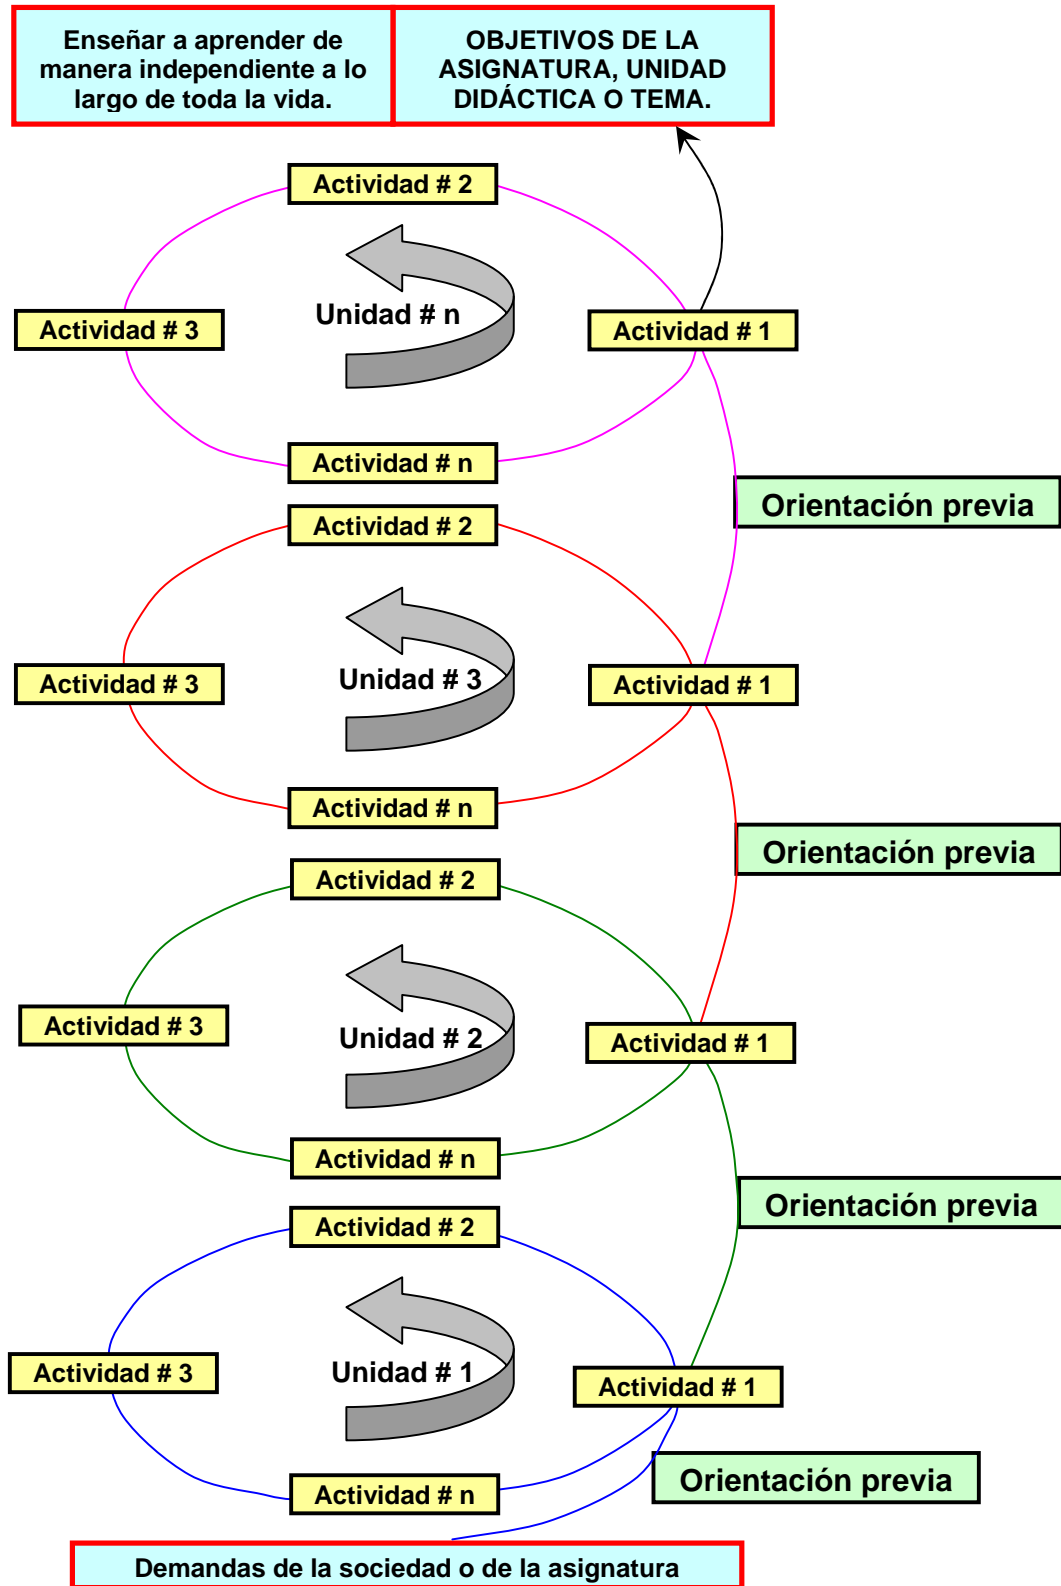 Enseñar a aprender de
manera independiente a lo
largo de toda la vida.
OBJETIVOS DE LA
ASIGNATURA, UNIDAD
DIDÁCTICA O TEMA.
Actividad # 2
Unidad # n
Actividad # 3
Actividad # 1
Actividad # n
Orientación previa
Actividad # 2
Unidad # 3
Actividad # 3
Actividad # 1
Actividad # n
Orientación previa
Actividad # 2
Unidad # 2
Actividad # 3
Actividad # 1
Actividad # n
Orientación previa
Actividad # 2
Unidad # 1
Actividad # 3
Actividad # 1
Actividad # n
Orientación previa
Demandas de la sociedad o de la asignatura